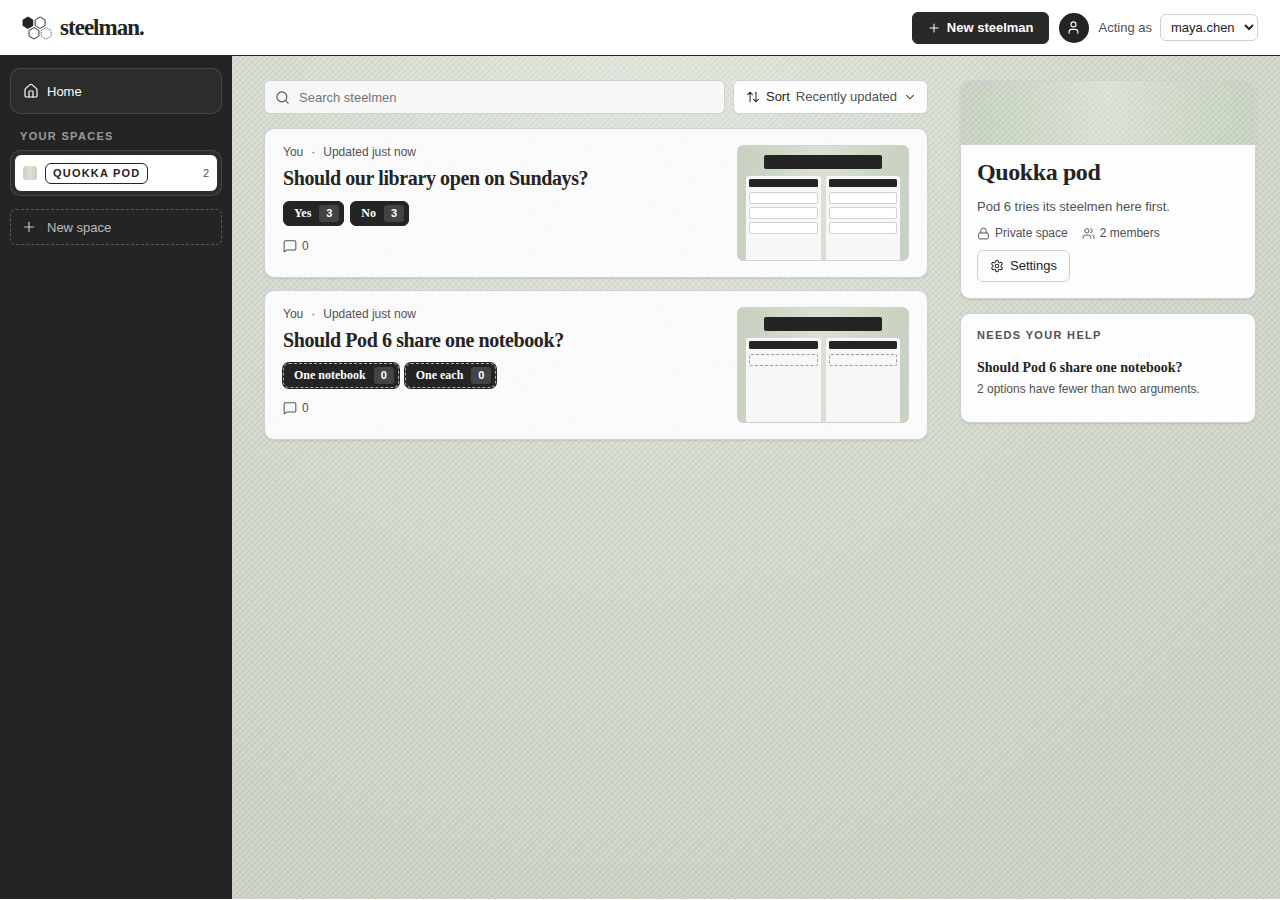 steelman.
New steelman
Acting as
maya.chen
Home
YOUR SPACES
QUOKKA POD
2
New space
Search steelmen
Sort Recently updated
You · Updated just now
Should our library open on Sundays?
Yes 3
No 3
0
You · Updated just now
Should Pod 6 share one notebook?
One notebook 0
One each 0
0
Quokka pod
Pod 6 tries its steelmen here first.
Private space
2 members
Settings
NEEDS YOUR HELP
Should Pod 6 share one notebook?
2 options have fewer than two arguments.